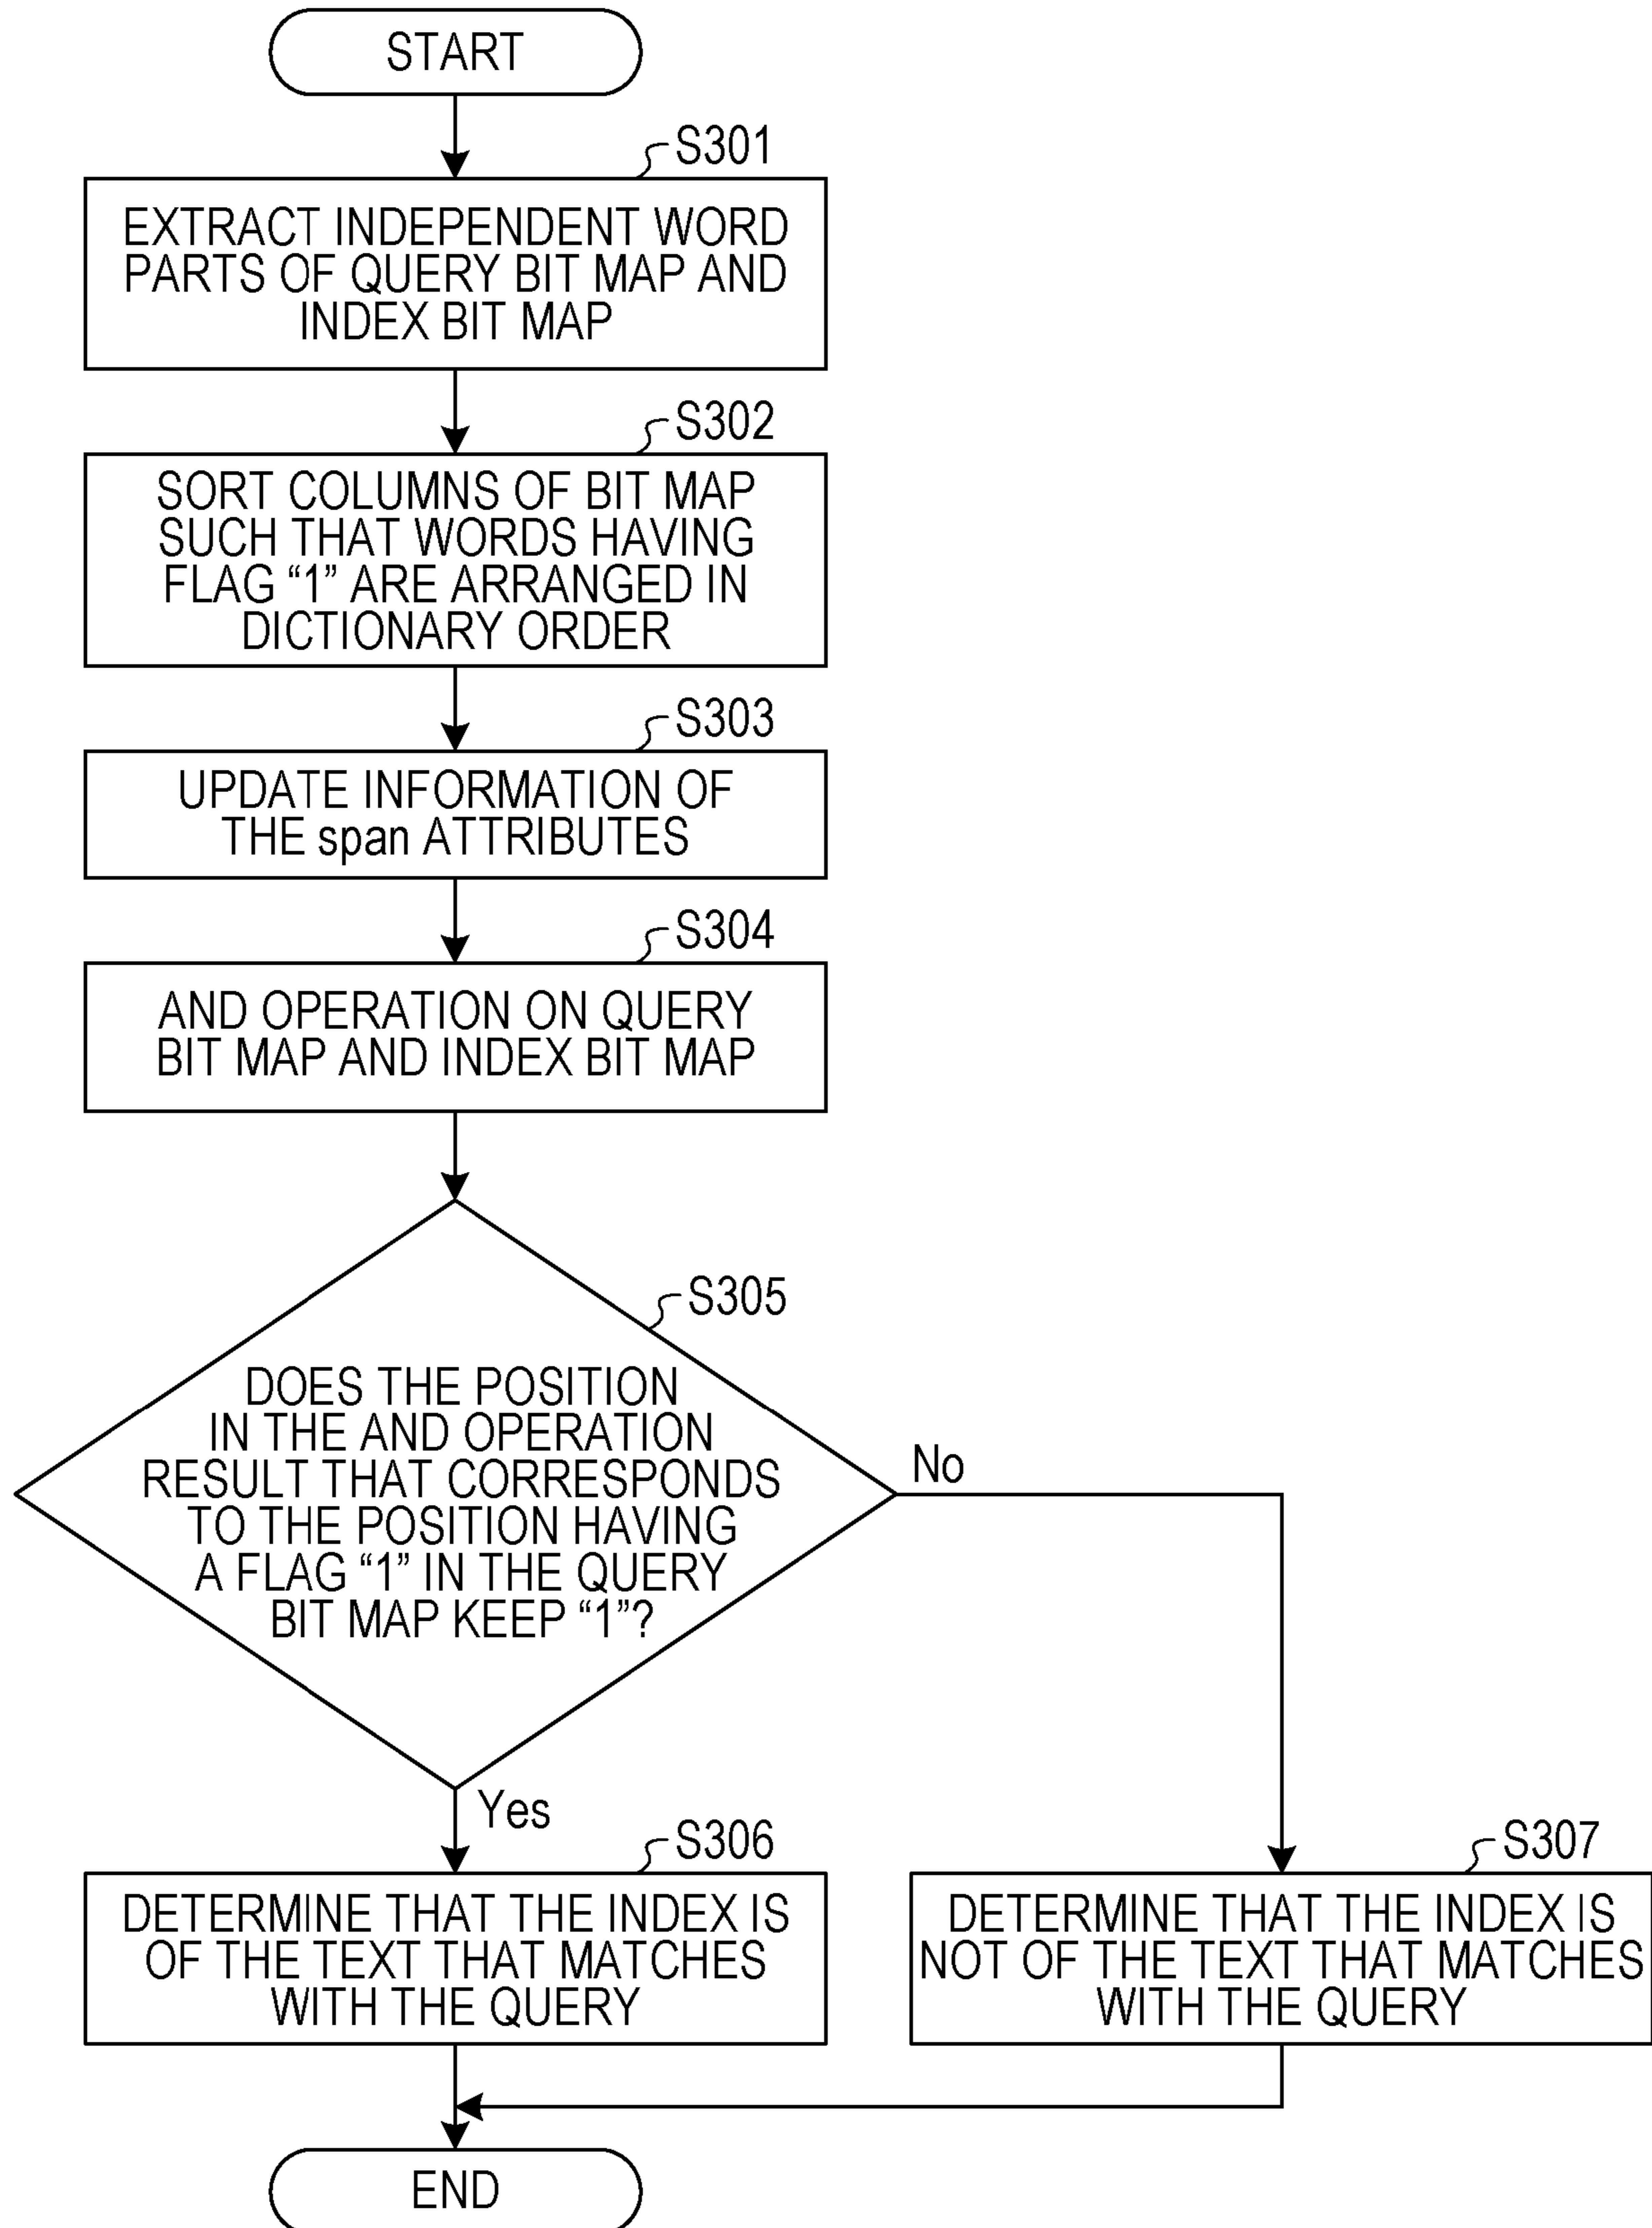 START
S301
EXTRACT INDEPENDENT WORD
PARTS OF QUERY BIT MAP AND
INDEX BIT MAP
S302
SORT COLUMNS OF BIT MAP
SUCH THAT WORDS HAVING
FLAG “1” ARE ARRANGED IN
DICTIONARY ORDER
S303
UPDATE INFORMATION OF
THE span ATTRIBUTES
S304
AND OPERATION ON QUERY
BIT MAP AND INDEX BIT MAP
S305
DOES THE POSITION
IN THE AND OPERATION
RESULT THAT CORRESPONDS
TO THE POSITION HAVING
A FLAG “1” IN THE QUERY
BIT MAP KEEP “1”?
No
Yes
S306
DETERMINE THAT THE INDEX IS
OF THE TEXT THAT MATCHES
WITH THE QUERY
S307
DETERMINE THAT THE INDEX IS
NOT OF THE TEXT THAT MATCHES
WITH THE QUERY
END